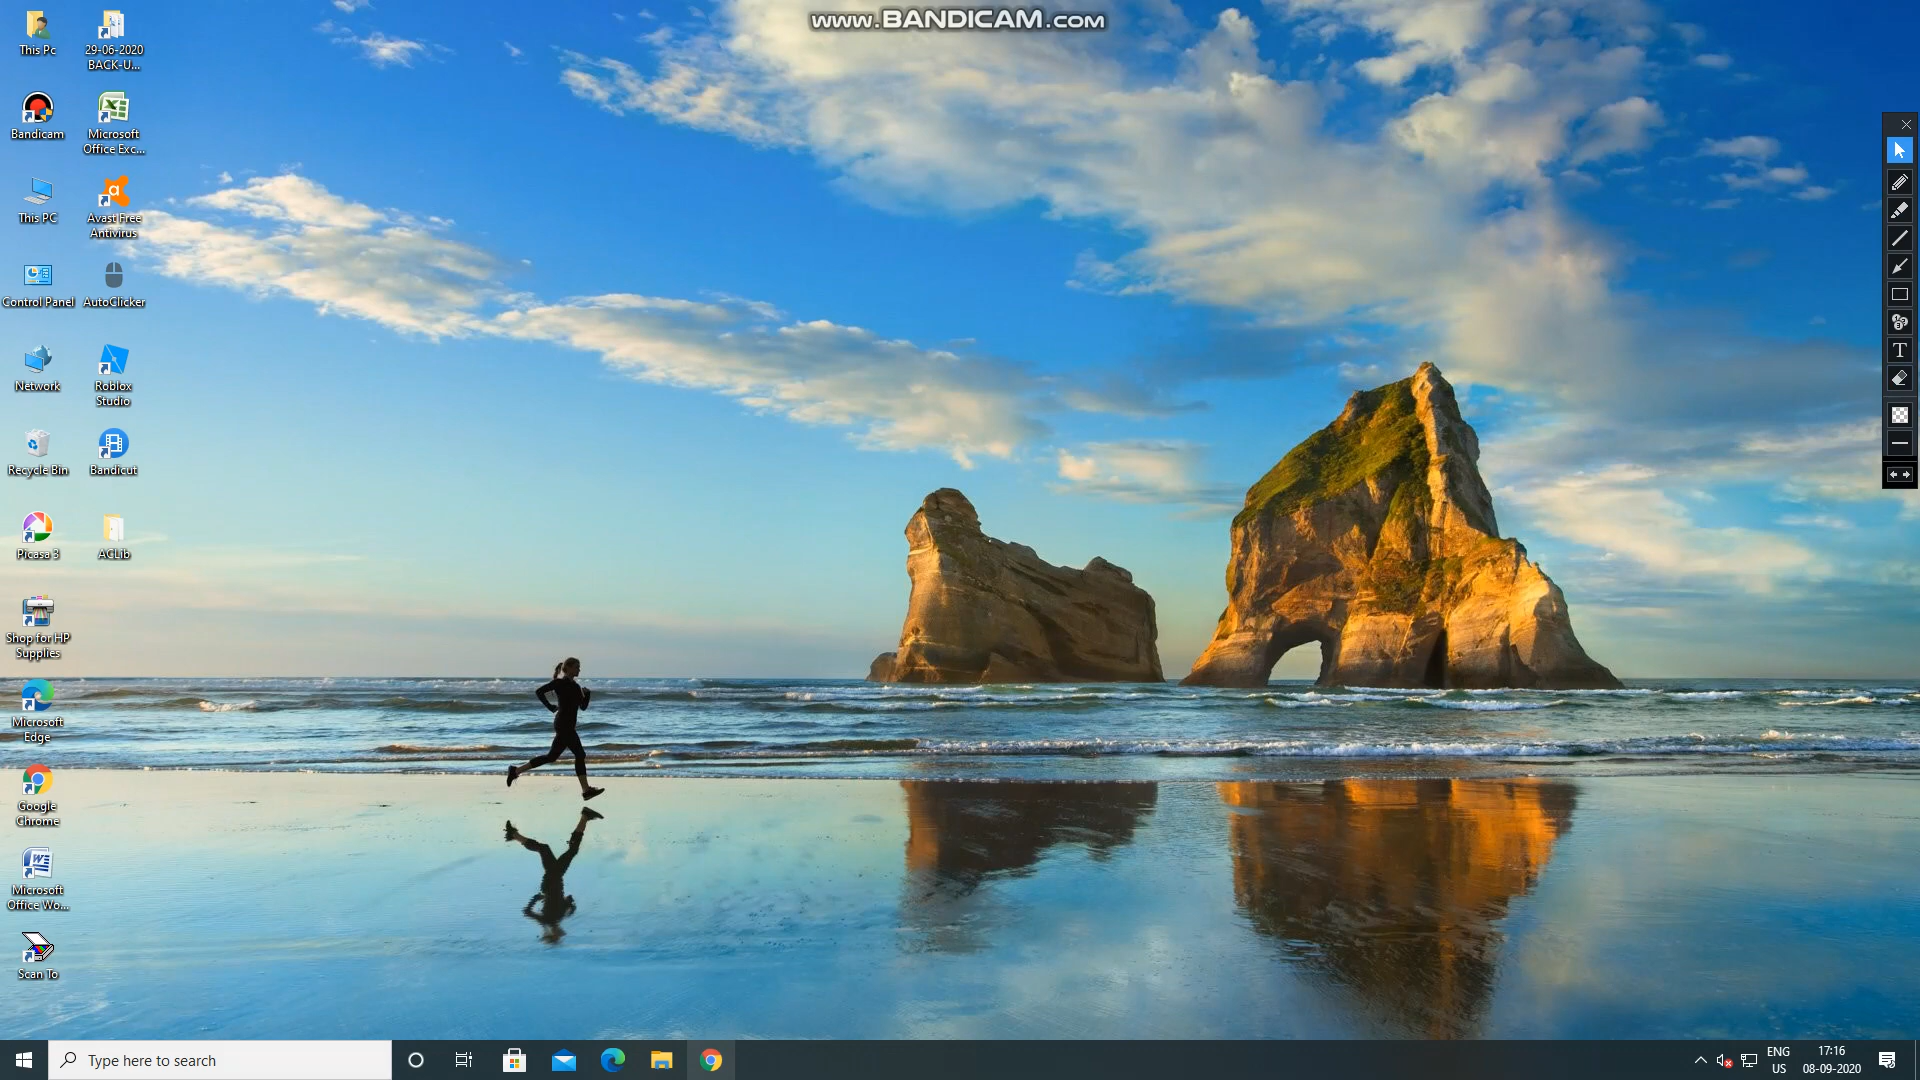 www.BANDICAM.com
This Pc
29-06-2020
BACK-U...
Bandicam
Microsoft
Office Exc...
This PC
Avast Free
Antivirus
Control Panel
AutoClicker
Network
Roblox
Studio
Recycle Bin
Bandicut
Picasa 3
ACLib
Shop for HP
Supplies
Microsoft
Edge
Google
Chrome
Microsoft
Office Wo...
Scan To
T
Type here to search
ENG
US
17:16
08-09-2020